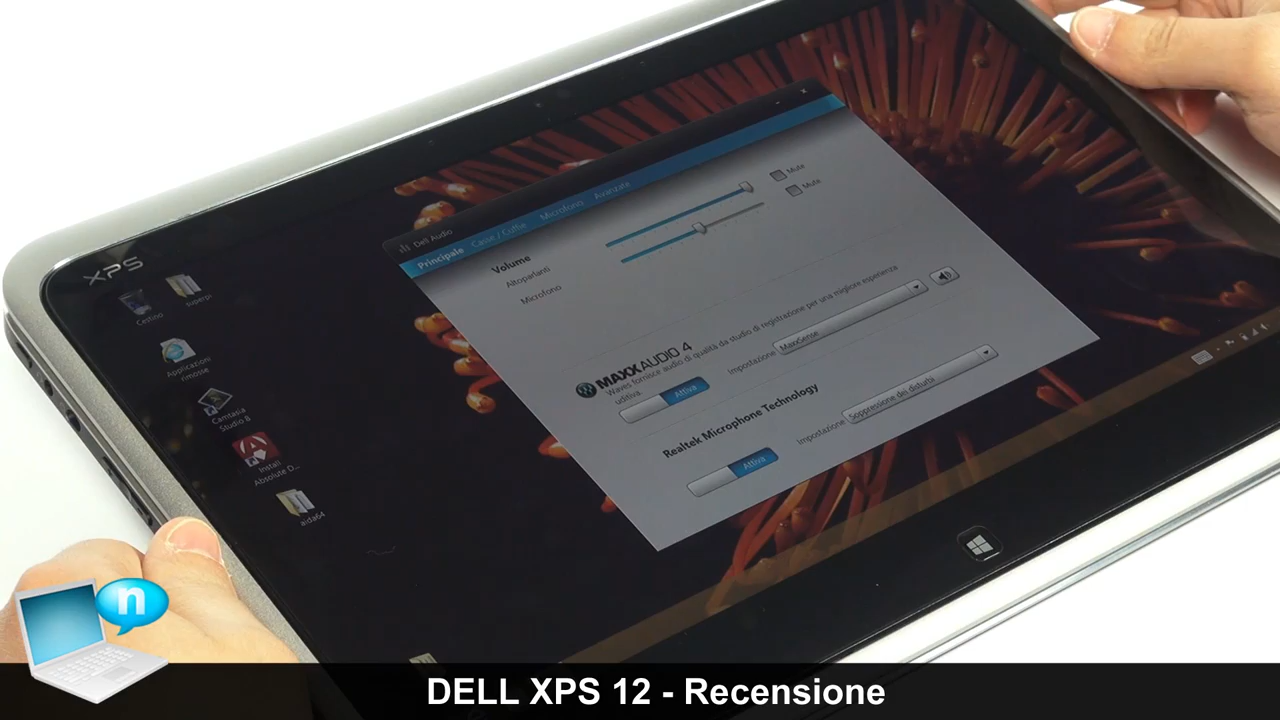 XPS
Cestino
superpi
Applicazioni
rimosse
Camtasia
Studio 8
Install
Absolute D...
aida64
Dell Audio
Principale Casse / Cuffie Microfono Avanzate
Volume
Altoparlanti
Mute
Microfono
Mute
MAXXAUDIO 4
Waves fornisce audio di qualità da studio di registrazione per una migliore esperienza
uditiva.
Attiva
Impostazione
MaxxSense
Realtek Microphone Technology
Attiva
Impostazione
Soppressione dei disturbi
n
DELL XPS 12 - Recensione